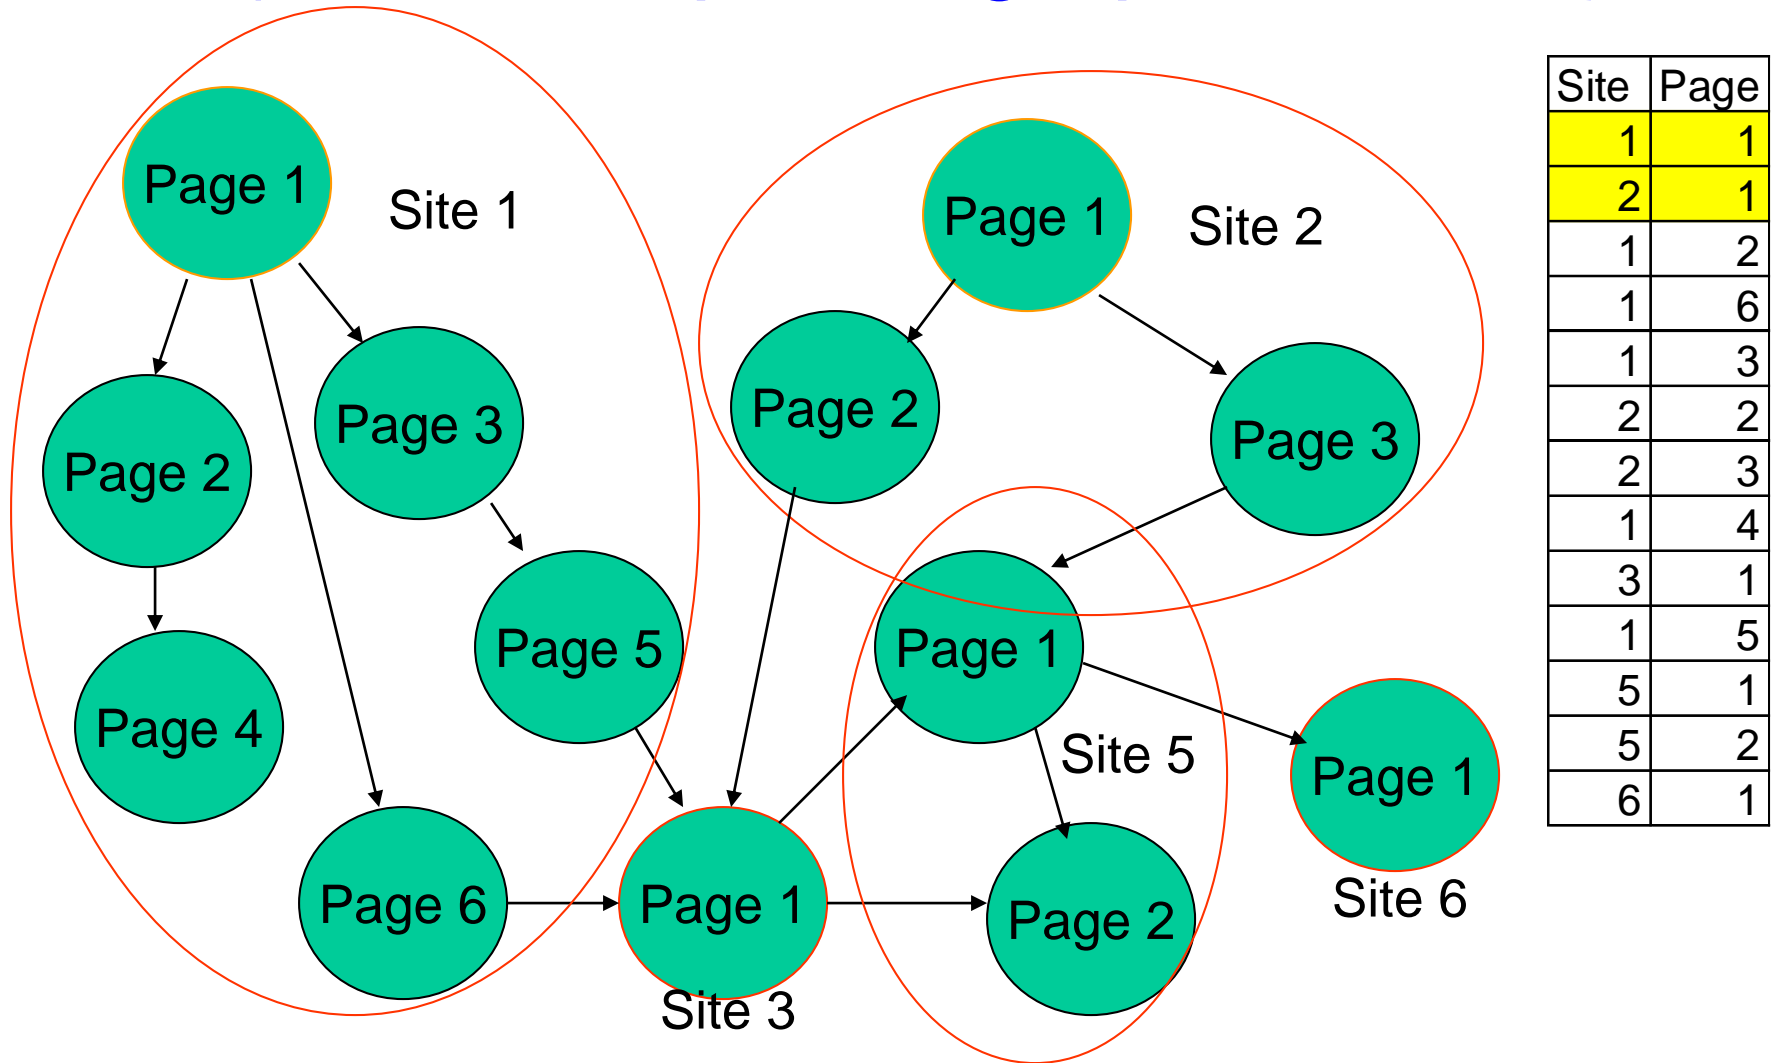 Page 1
Site 1
Page 2
Page 3
Page 4
Page 5
Page 6
Page 1
Site 2
Page 2
Page 3
Page 1
Site 3
Page 1
Site 5
Page 2
Page 1
Site 6
Site Page
1 1
2 1
1 2
1 6
1 3
2 2
2 3
1 4
3 1
1 5
5 1
5 2
6 1